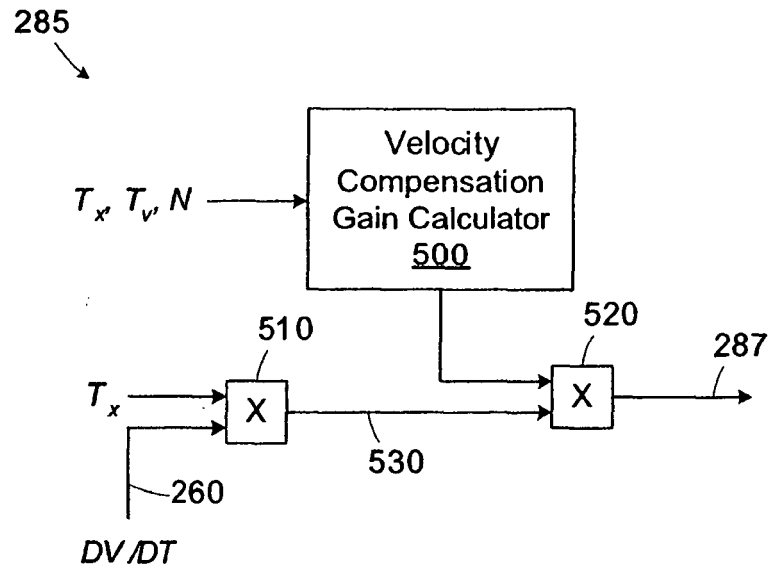 285
Velocity
Compensation
Gain Calculator
500
Tx, Tv, N
510
520
287
Tx
X
X
530
260
DV/DT